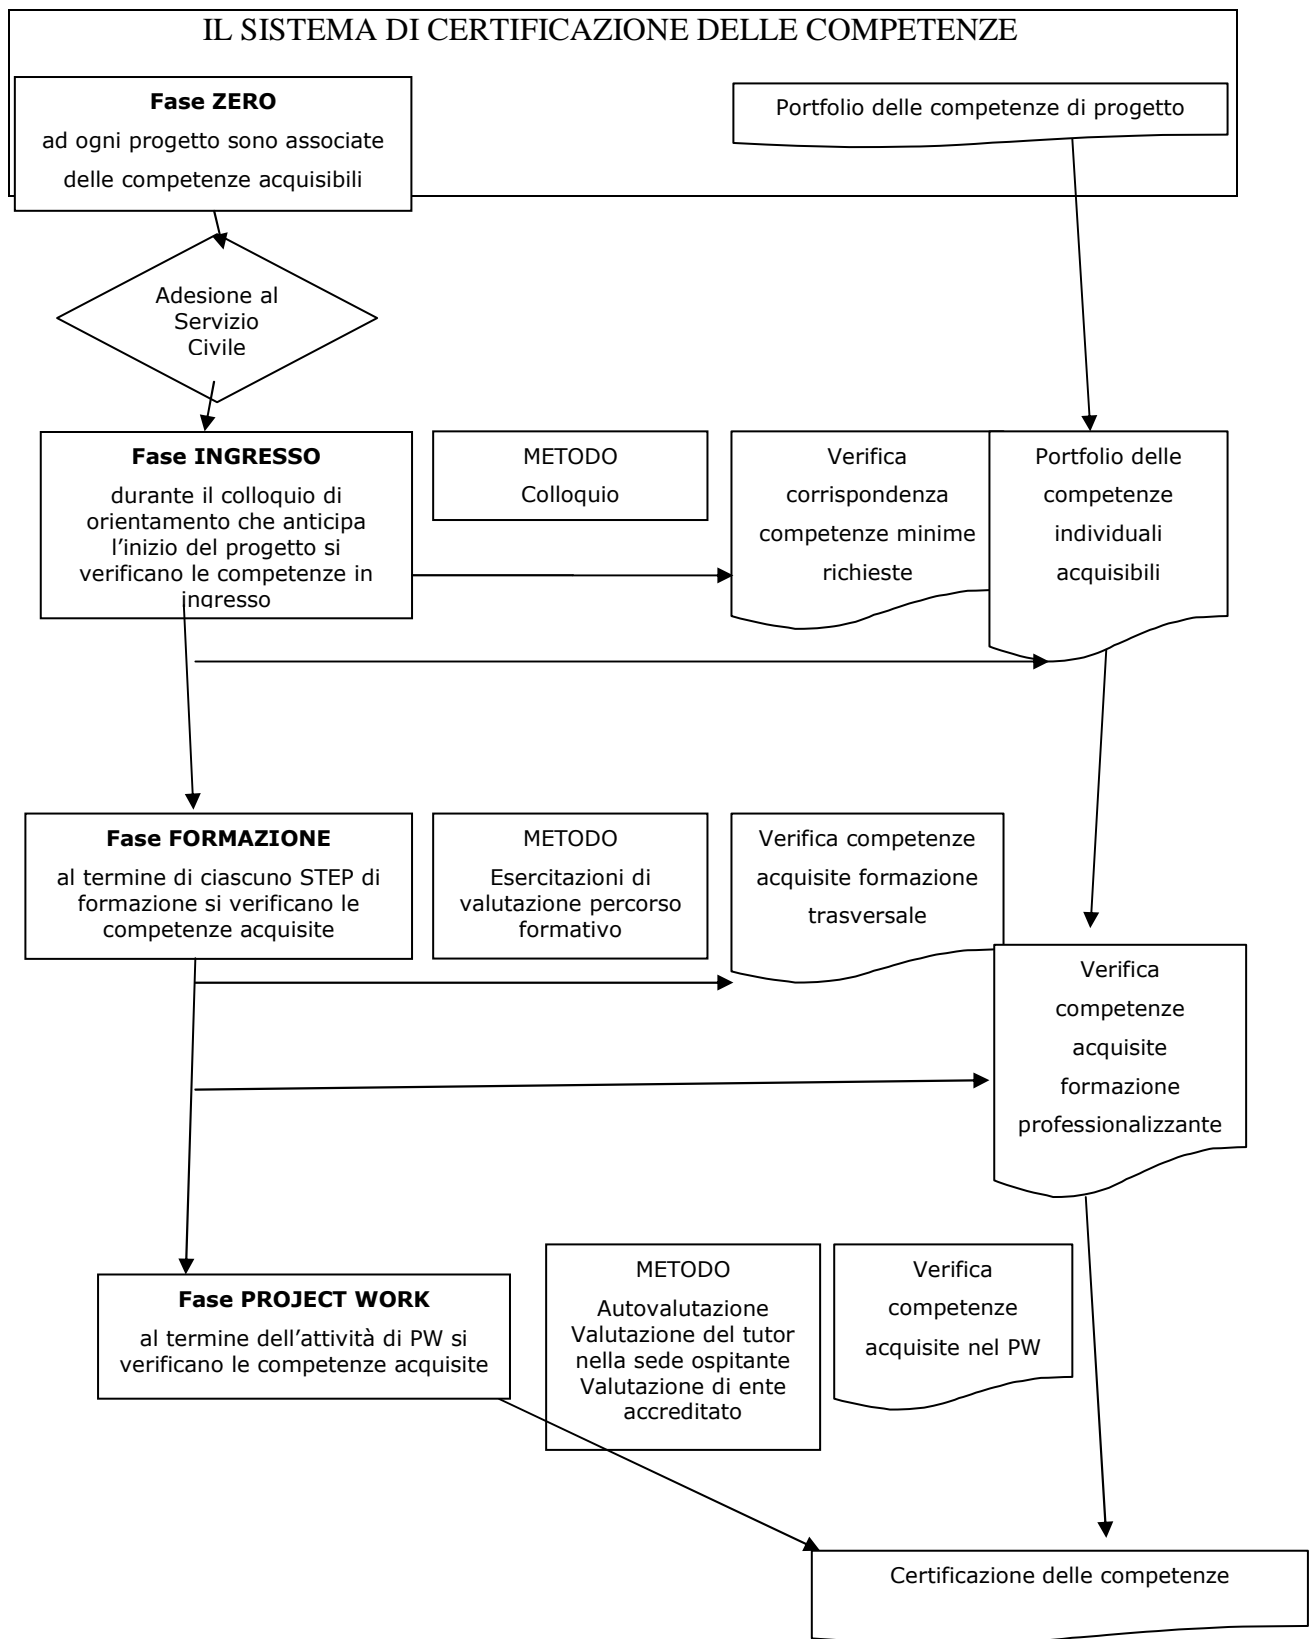 IL SISTEMA DI CERTIFICAZIONE DELLE COMPETENZE
Fase ZERO
ad ogni progetto sono associate
delle competenze acquisibili
Portfolio delle competenze di progetto
Adesione al
Servizio
Civile
Fase INGRESSO
durante il colloquio di
orientamento che anticipa
l'inizio del progetto si
verificano le competenze in
ingresso
METODO
Colloquio
Verifica
corrispondenza
competenze minime
richieste
Portfolio delle
competenze
individuali
acquisibili
Fase FORMAZIONE
al termine di ciascuno STEP di
formazione si verificano le
competenze acquisite
METODO
Esercitazioni di
valutazione percorso
formativo
Verifica competenze
acquisite formazione
trasversale
Verifica
competenze
acquisite
formazione
professionalizzante
Fase PROJECT WORK
al termine dell'attività di PW si
verificano le competenze acquisite
METODO
Autovalutazione
Valutazione del tutor
nella sede ospitante
Valutazione di ente
accreditato
Verifica
competenze
acquisite nel PW
Certificazione delle competenze